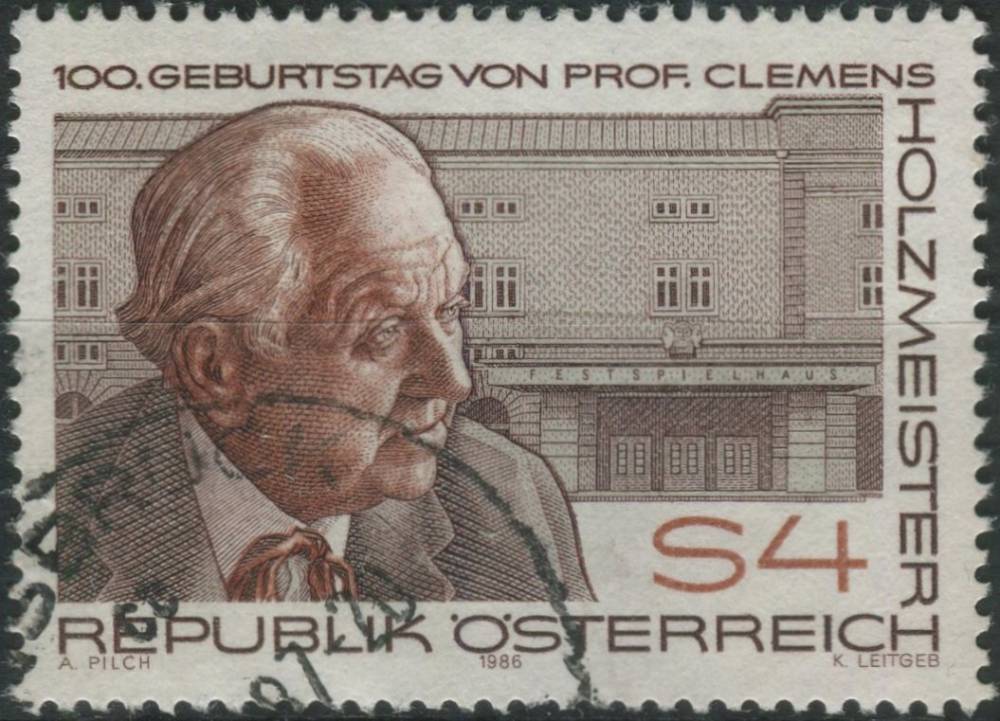 100. GEBURTSTAG VON PROF. CLEMENS
HOLZMEISTER
FESTSPIELHAUS
S4
REPUBLIK ÖSTERREICH
A. PILCH
1986
K. LEITGEB